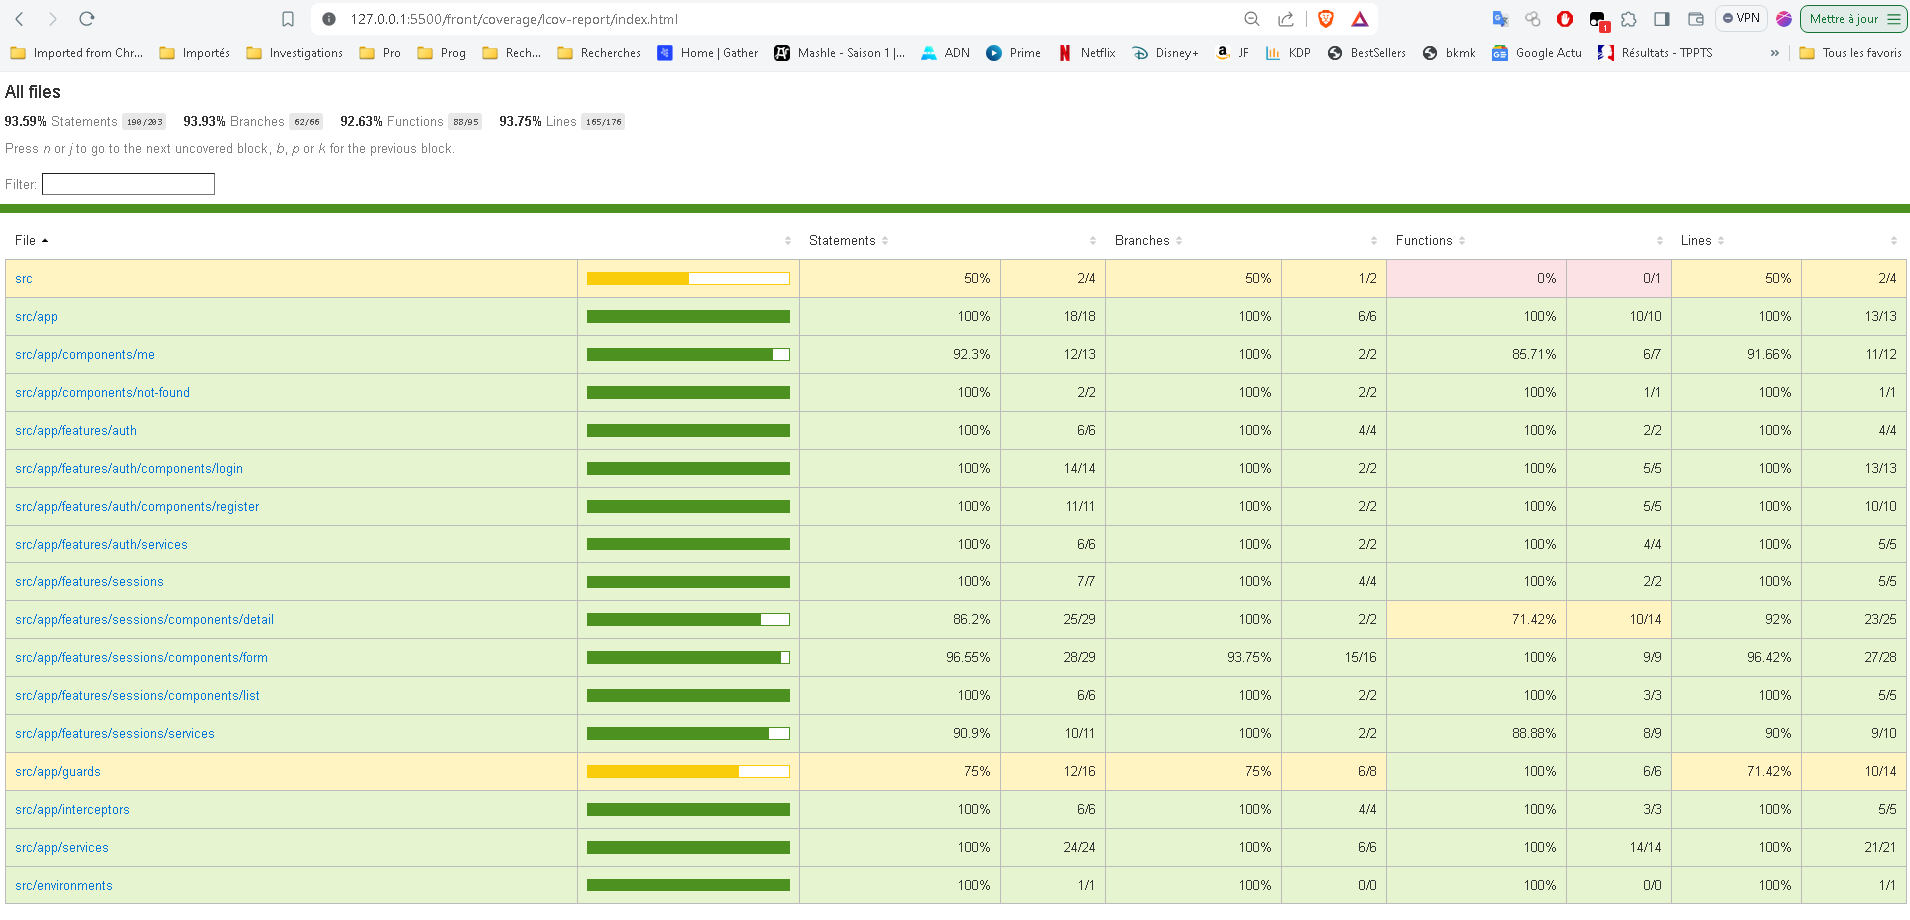 127.0.0.1:5500/front/coverage/lcov-report/index.html VPN Mettre à jour
1
Imported from Chr... Importés Investigations Pro Prog Rech... Recherches Home | Gather Mashle - Saison 1 |... ADN Prime Netflix Disney+ JF KDP BestSellers bkmk Google Actu Résultats - TPPTS » Tous les favoris
All files
93.59% Statements 190/203 93.93% Branches 62/66 92.63% Functions 88/95 93.75% Lines 165/176
Press n or j to go to the next uncovered block, b, p or k for the previous block.
Filter:
File Statements Branches Functions Lines
src 50% 2/4 50% 1/2 0% 0/1 50% 2/4
src/app 100% 18/18 100% 6/6 100% 10/10 100% 13/13
src/app/components/me 92.3% 12/13 100% 2/2 85.71% 6/7 91.66% 11/12
src/app/components/not-found 100% 2/2 100% 2/2 100% 1/1 100% 1/1
src/app/features/auth 100% 6/6 100% 4/4 100% 2/2 100% 4/4
src/app/features/auth/components/login 100% 14/14 100% 2/2 100% 5/5 100% 13/13
src/app/features/auth/components/register 100% 11/11 100% 2/2 100% 5/5 100% 10/10
src/app/features/auth/services 100% 6/6 100% 2/2 100% 4/4 100% 5/5
src/app/features/sessions 100% 7/7 100% 4/4 100% 2/2 100% 5/5
src/app/features/sessions/components/detail 86.2% 25/29 100% 2/2 71.42% 10/14 92% 23/25
src/app/features/sessions/components/form 96.55% 28/29 93.75% 15/16 100% 9/9 96.42% 27/28
src/app/features/sessions/components/list 100% 6/6 100% 2/2 100% 3/3 100% 5/5
src/app/features/sessions/services 90.9% 10/11 100% 2/2 88.88% 8/9 90% 9/10
src/app/guards 75% 12/16 75% 6/8 100% 6/6 71.42% 10/14
src/app/interceptors 100% 6/6 100% 4/4 100% 3/3 100% 5/5
src/app/services 100% 24/24 100% 6/6 100% 14/14 100% 21/21
src/environments 100% 1/1 100% 0/0 100% 0/0 100% 1/1